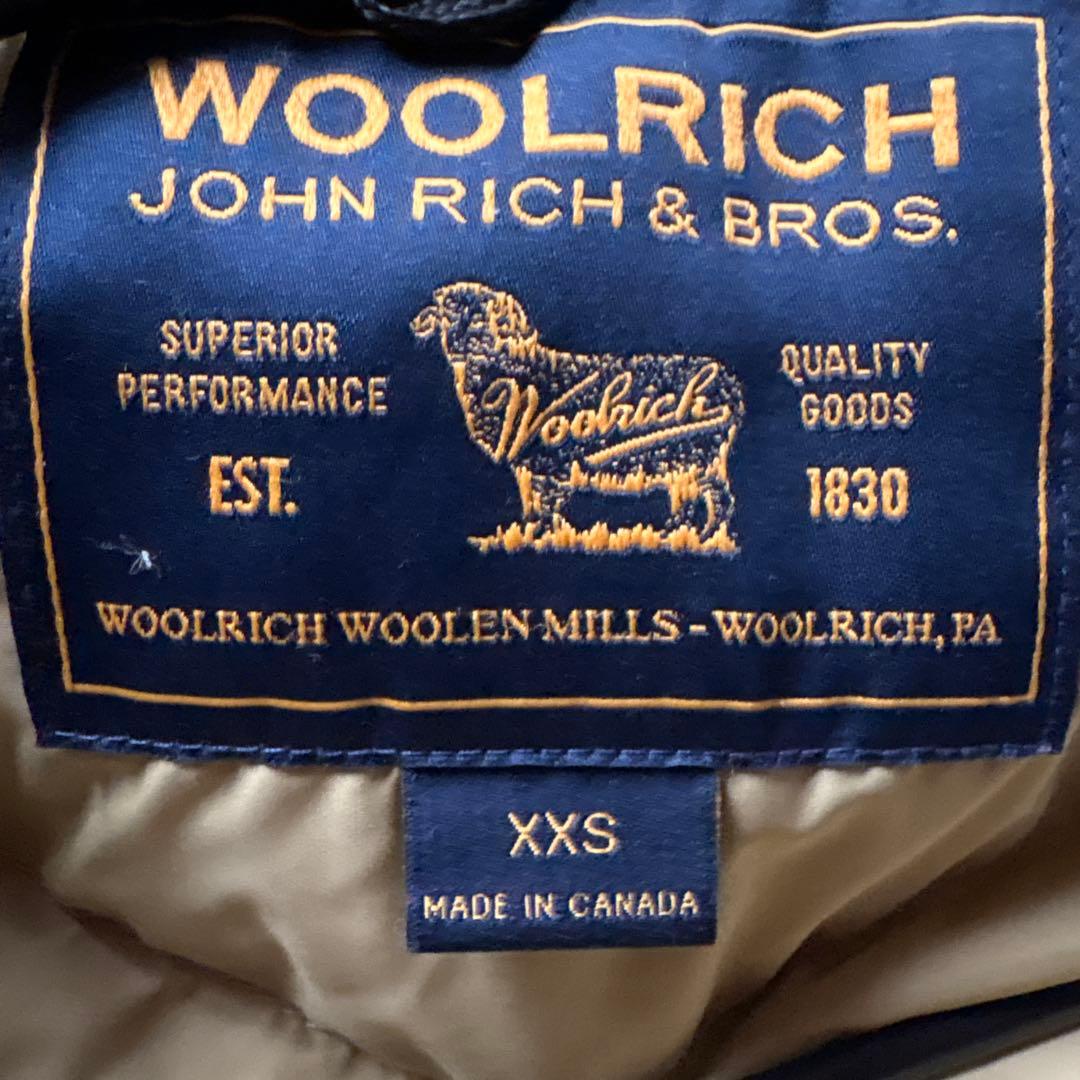 WOOLRICH
JOHN RICH & BROS.
SUPERIOR
PERFORMANCE
EST.
Woolrich
QUALITY
GOODS
1830
WOOLRICH WOOLEN MILLS - WOOLRICH, PA
XXS
MADE IN CANADA